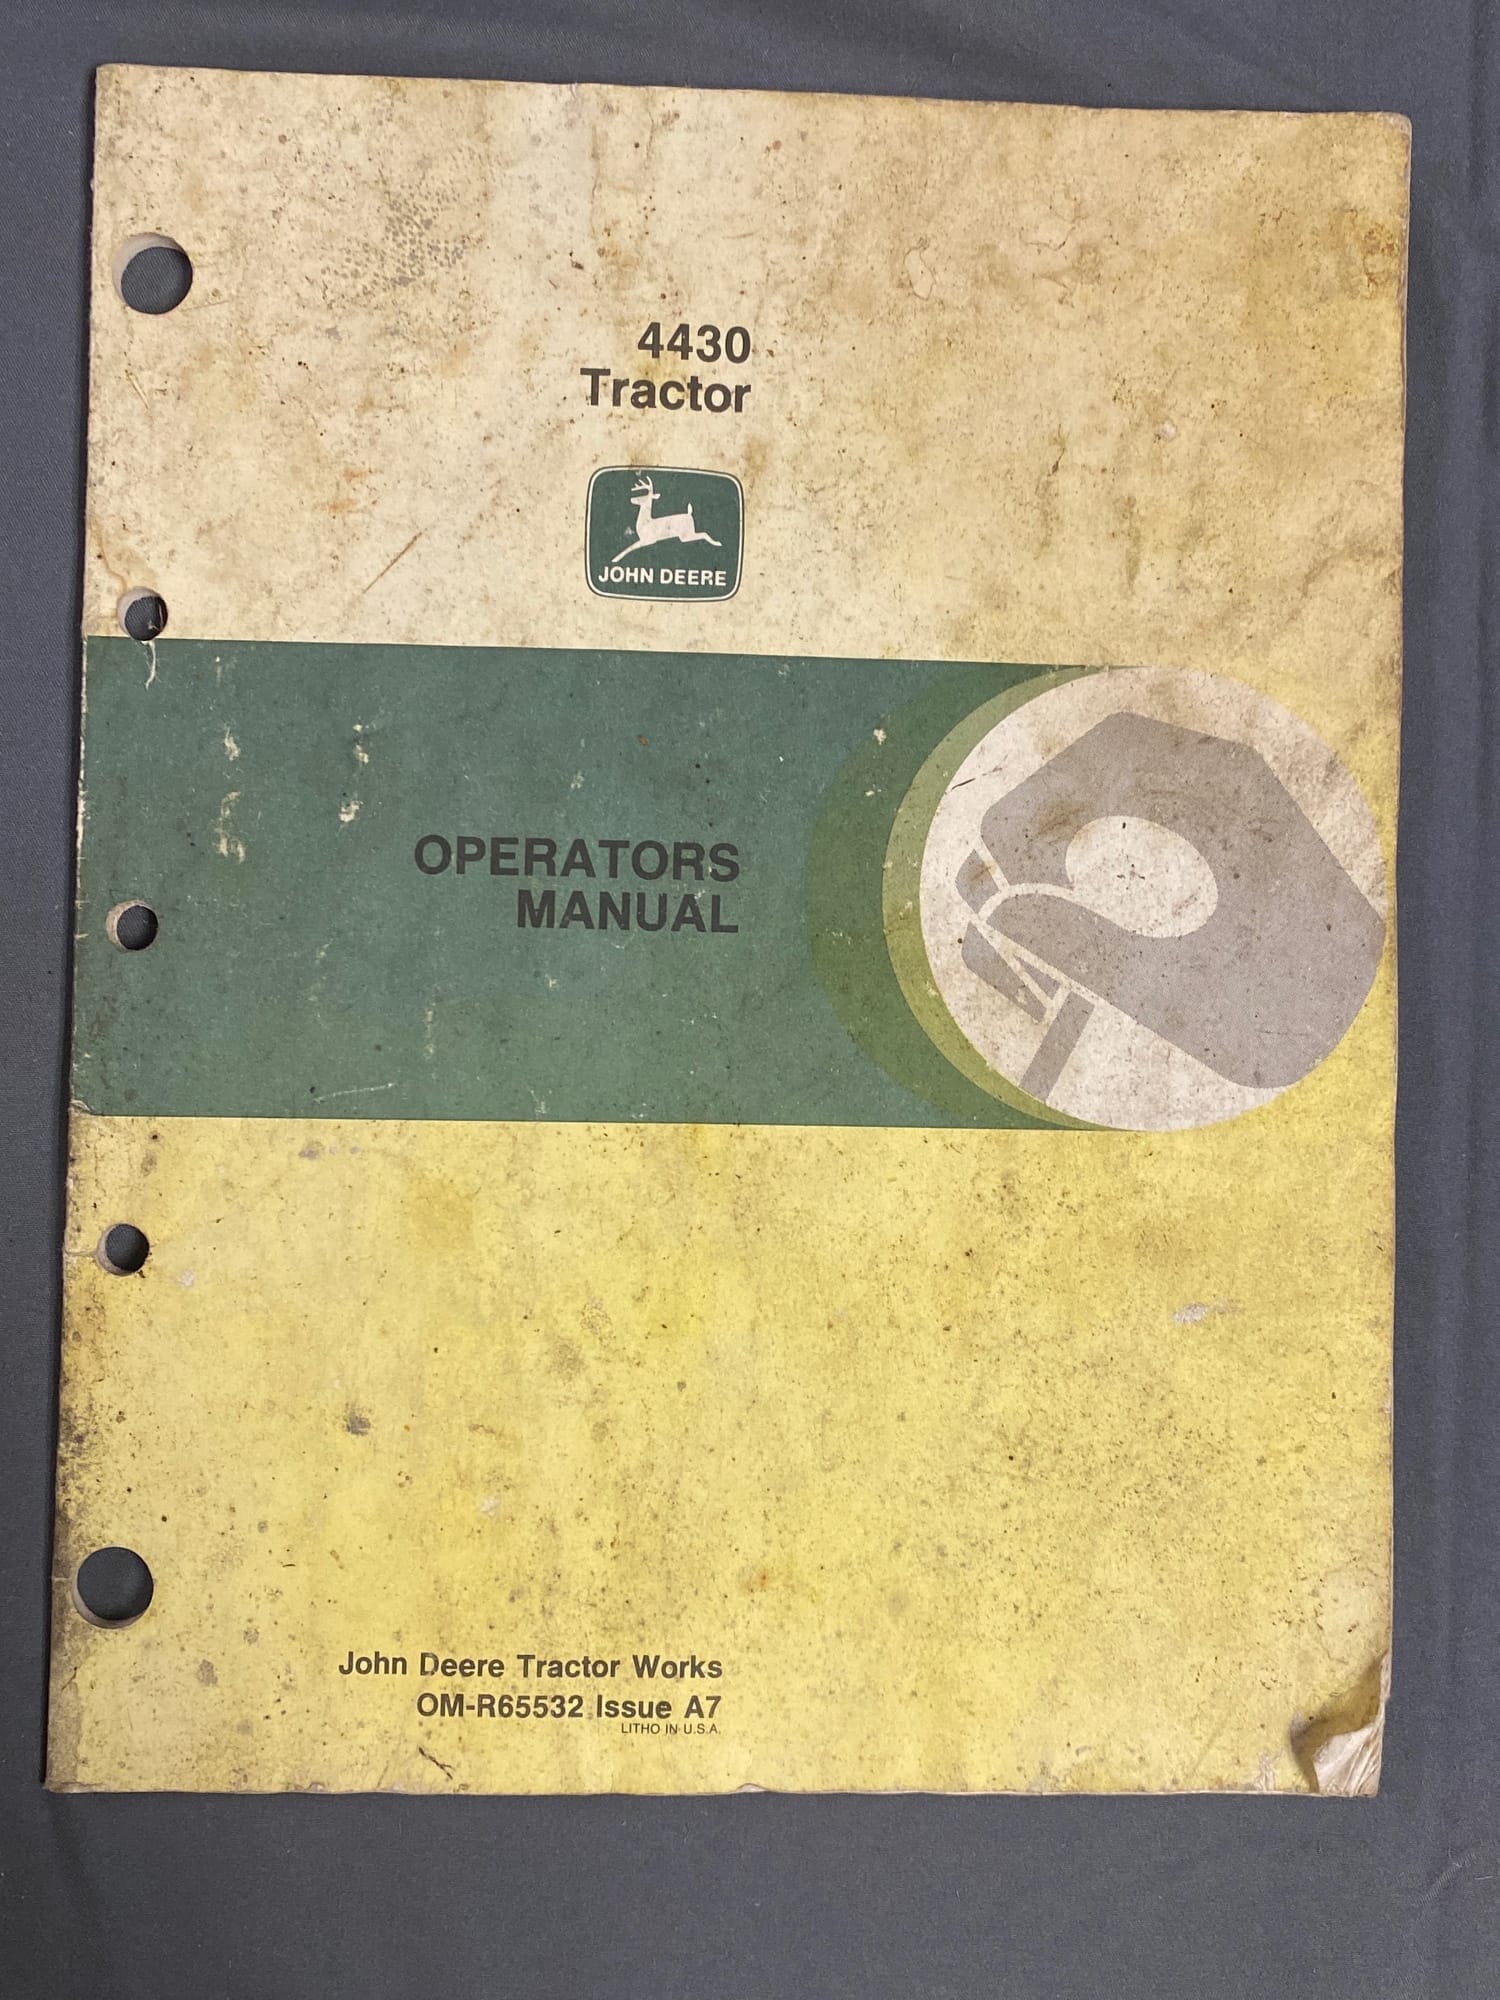 4430
Tractor
JOHN DEERE
OPERATORS
MANUAL
John Deere Tractor Works
OM-R65532 Issue A7
LITHO IN U.S.A.